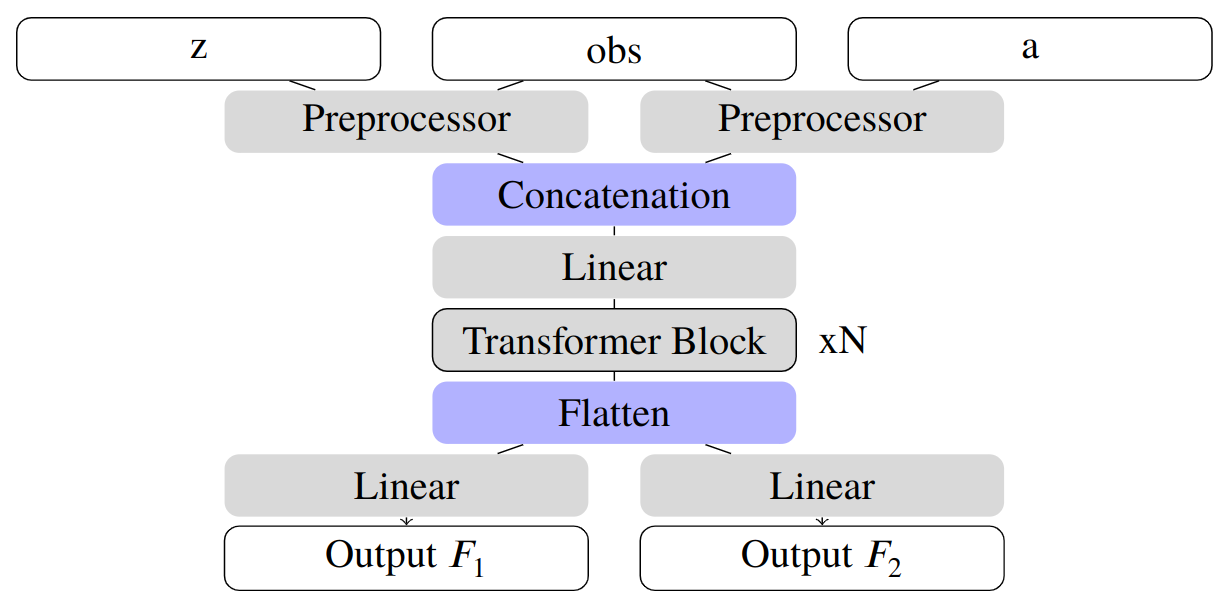 z
obs
a
Preprocessor
Preprocessor
Concatenation
Linear
Transformer Block
xN
Flatten
Linear
Linear
Output F₁
Output F₂